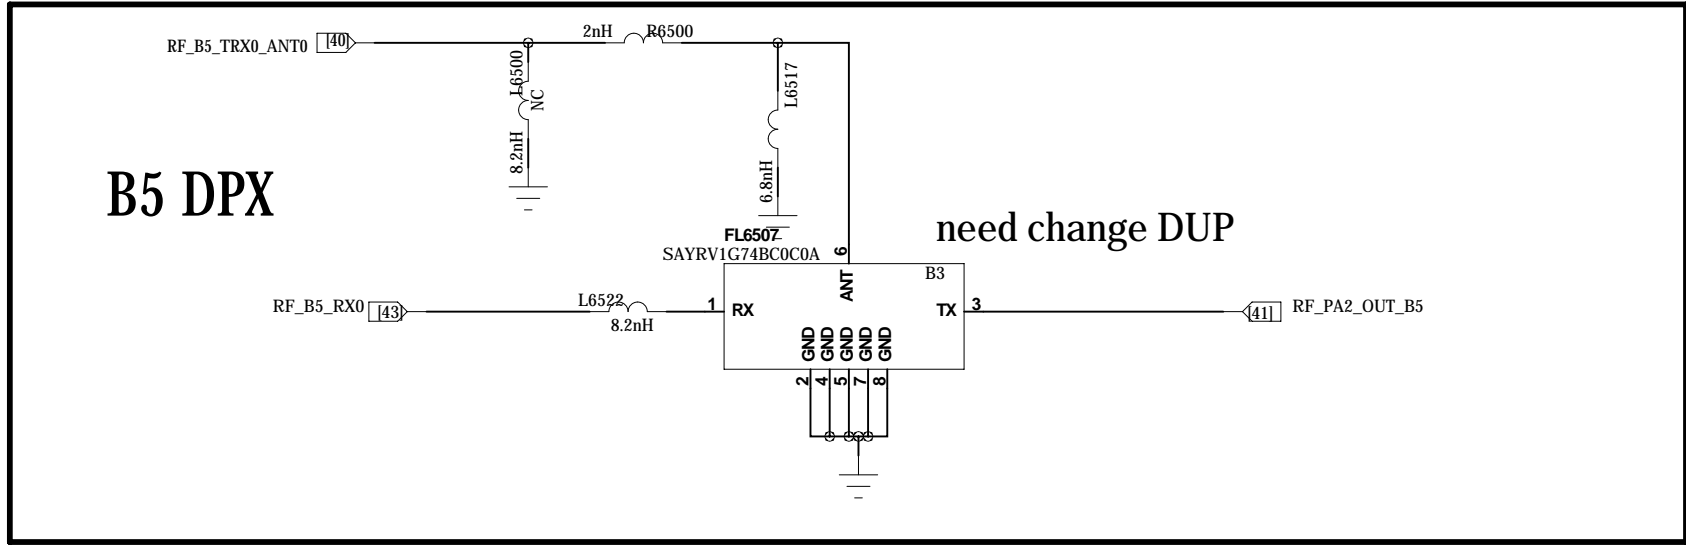 RF_B5_TRX0_ANT0 [40]
2nH R6500
L6500
NC
8.2nH
L6517
6.8nH
B5 DPX
need change DUP
FL6507
SAYRV1G74BC0C0A
6
B3
ANT
RF_B5_RX0 [43]
L6522
8.2nH
1 RX
TX 3
[41] RF_PA2_OUT_B5
GND GND GND GND GND
2 4 5 7 8